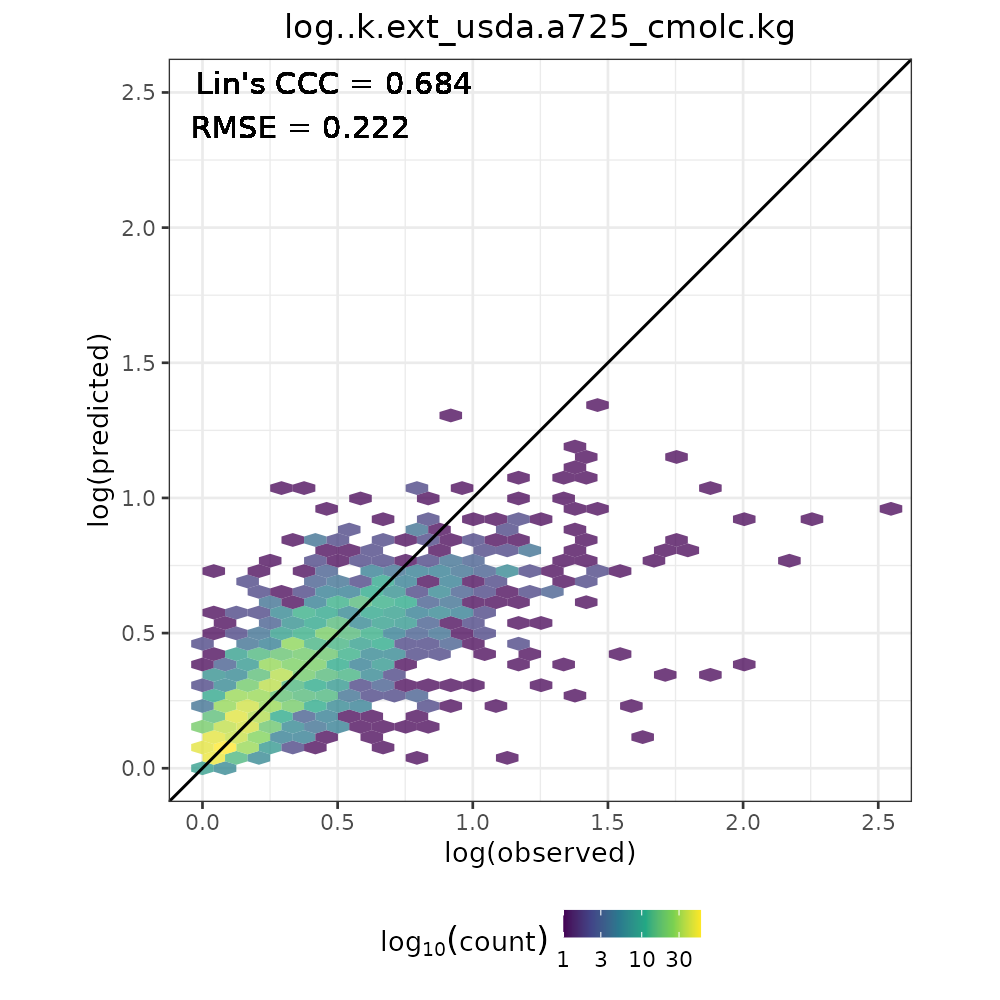 log..k.ext_usda.a725_cmolc.kg
Lin's CCC = 0.684
RMSE = 0.222
log(predicted)
2.5
2.0
1.5
1.0
0.5
0.0
0.0 0.5 1.0 1.5 2.0 2.5
log(observed)
log₁₀(count)
1 3 10 30